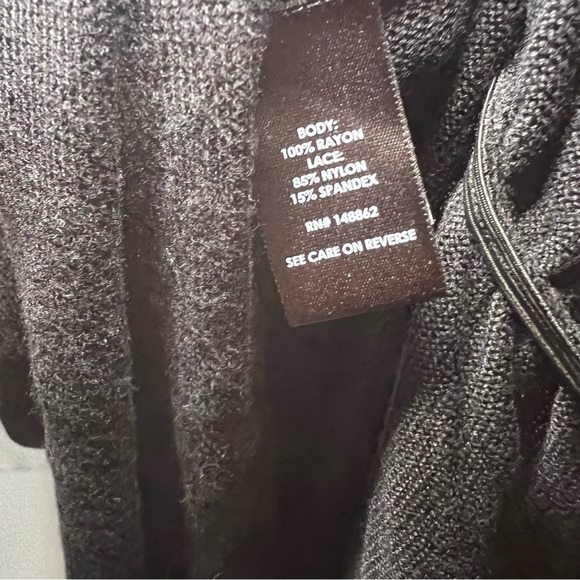 BODY:
100% RAYON
LACE:
85% NYLON
15% SPANDEX
RN# 148862
SEE CARE ON REVERSE